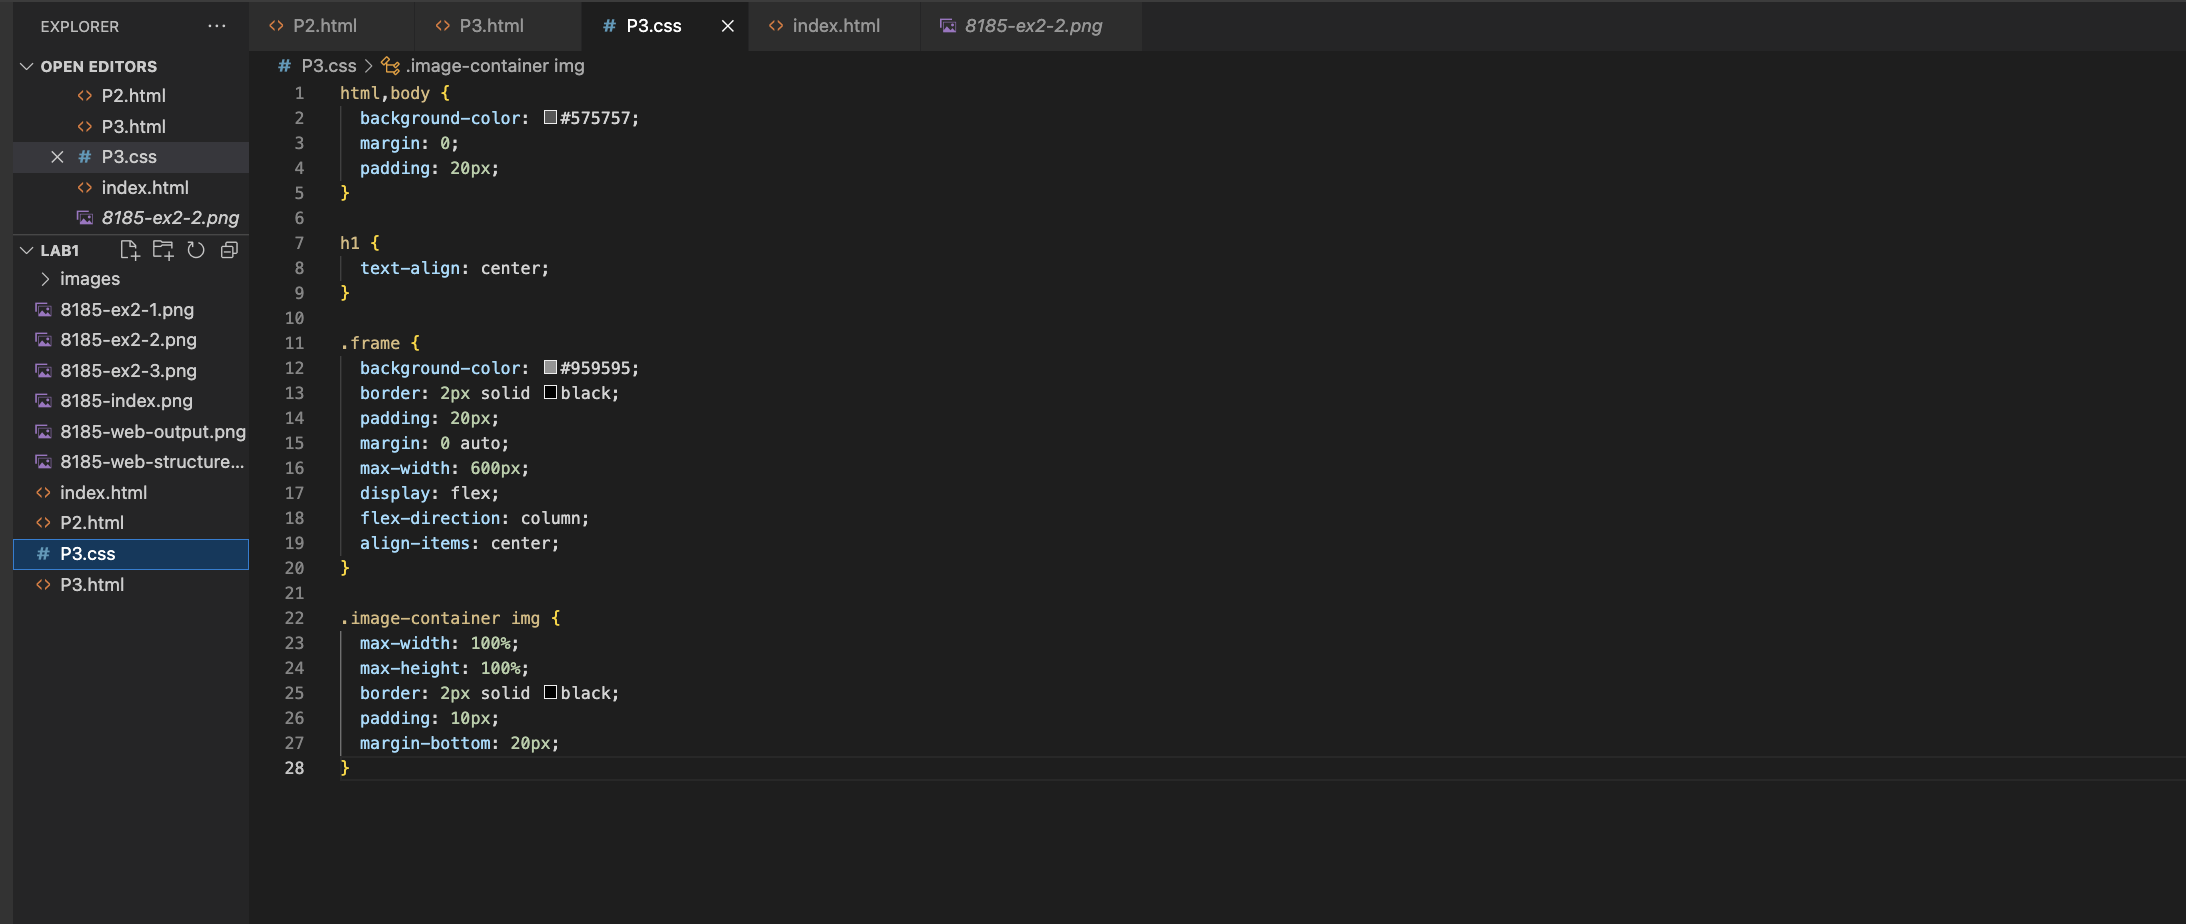 EXPLORER ...
P2.html
P3.html
# P3.css
index.html
8185-ex2-2.png
OPEN EDITORS
P2.html
P3.html
# P3.css
index.html
8185-ex2-2.png
LAB1
images
8185-ex2-1.png
8185-ex2-2.png
8185-ex2-3.png
8185-index.png
8185-web-output.png
8185-web-structure...
index.html
P2.html
# P3.css
P3.html
# P3.css > .image-container img
1 html,body {
2 background-color: #575757;
3 margin: 0;
4 padding: 20px;
5 }
6
7 h1 {
8 text-align: center;
9 }
10
11 .frame {
12 background-color: #959595;
13 border: 2px solid black;
14 padding: 20px;
15 margin: 0 auto;
16 max-width: 600px;
17 display: flex;
18 flex-direction: column;
19 align-items: center;
20 }
21
22 .image-container img {
23 max-width: 100%;
24 max-height: 100%;
25 border: 2px solid black;
26 padding: 10px;
27 margin-bottom: 20px;
28 }